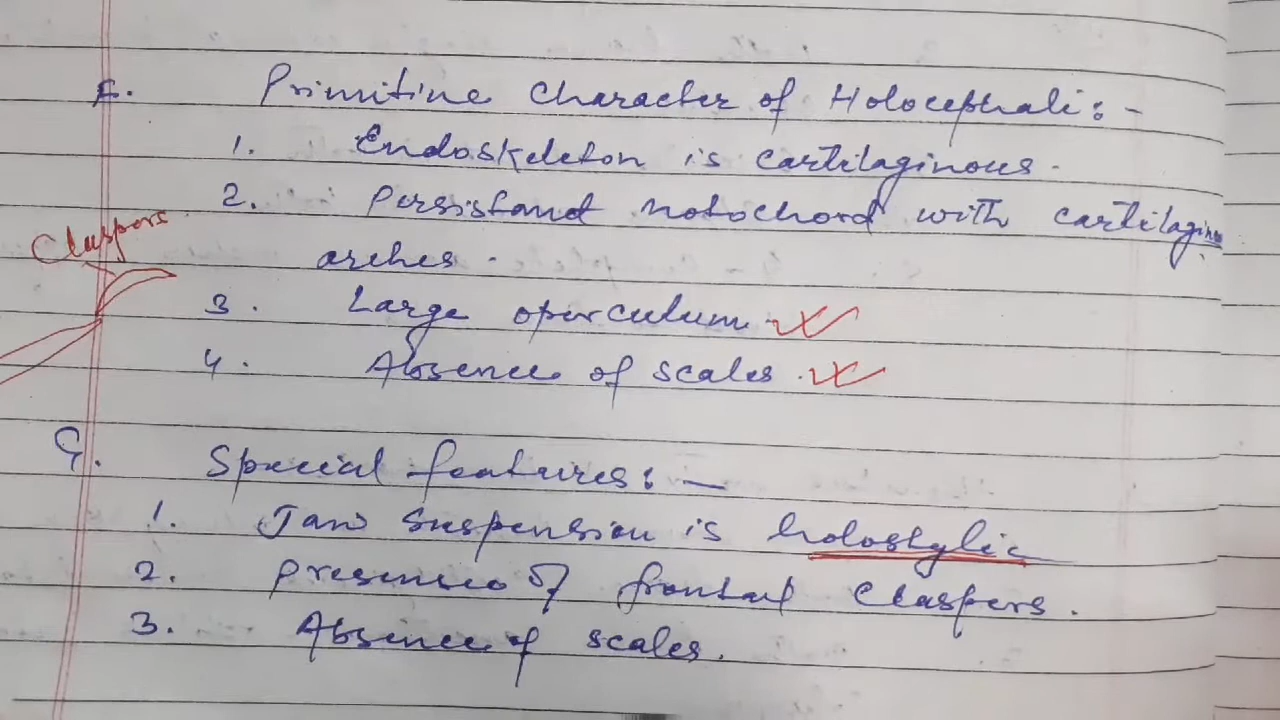 F. Primitive Character of Holocephali:-
1. Endoskeleton is cartilaginous.
2. Persistand notochord with cartilagin
arches.
Claspers
3. Large operculum
4. Absence of scales.
G. Special features:-
1. Jaw suspension is holostylic
2. Presence of frontal Claspers.
3. Absence of scales.